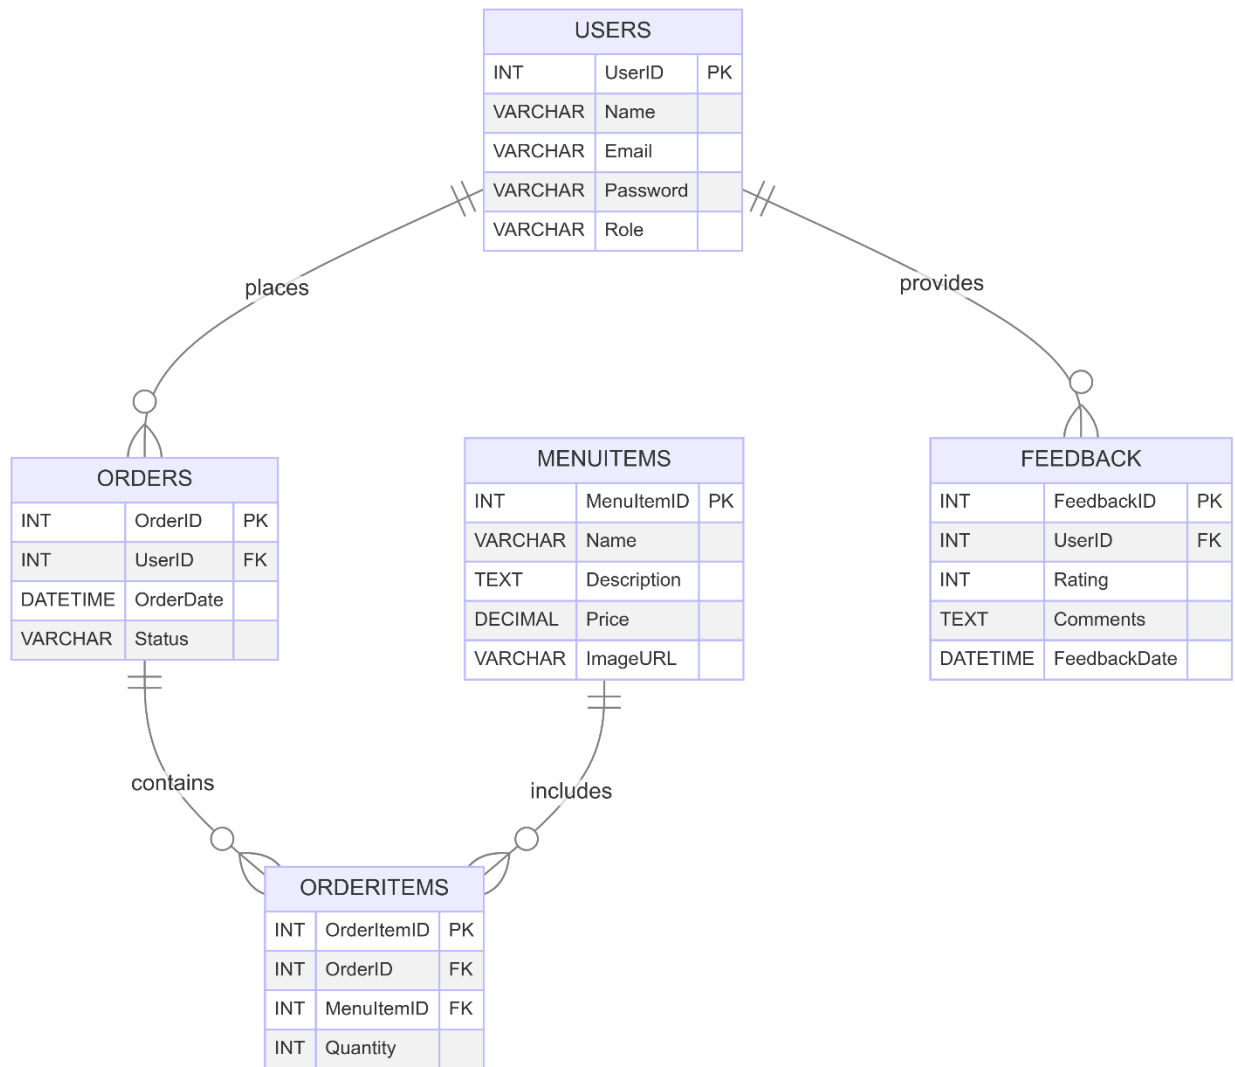 USERS
INT UserID PK
VARCHAR Name
VARCHAR Email
VARCHAR Password
VARCHAR Role
places
provides
ORDERS
INT OrderID PK
INT UserID FK
DATETIME OrderDate
VARCHAR Status
MENUITEMS
INT MenuItemID PK
VARCHAR Name
TEXT Description
DECIMAL Price
VARCHAR ImageURL
FEEDBACK
INT FeedbackID PK
INT UserID FK
INT Rating
TEXT Comments
DATETIME FeedbackDate
contains
includes
ORDERITEMS
INT OrderItemID PK
INT OrderID FK
INT MenuItemID FK
INT Quantity